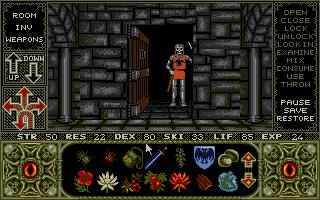 ROOM
INV
WEAPONS
UP
DOWN
OPEN
CLOSE
LOCK
UNLOCK
LOOK IN
EXAMINE
MIX
CONSUME
USE
THROW
PAUSE
SAVE
RESTORE
STR 50 RES 22 DEX 80 SKI 33 LIF 85 EXP 24